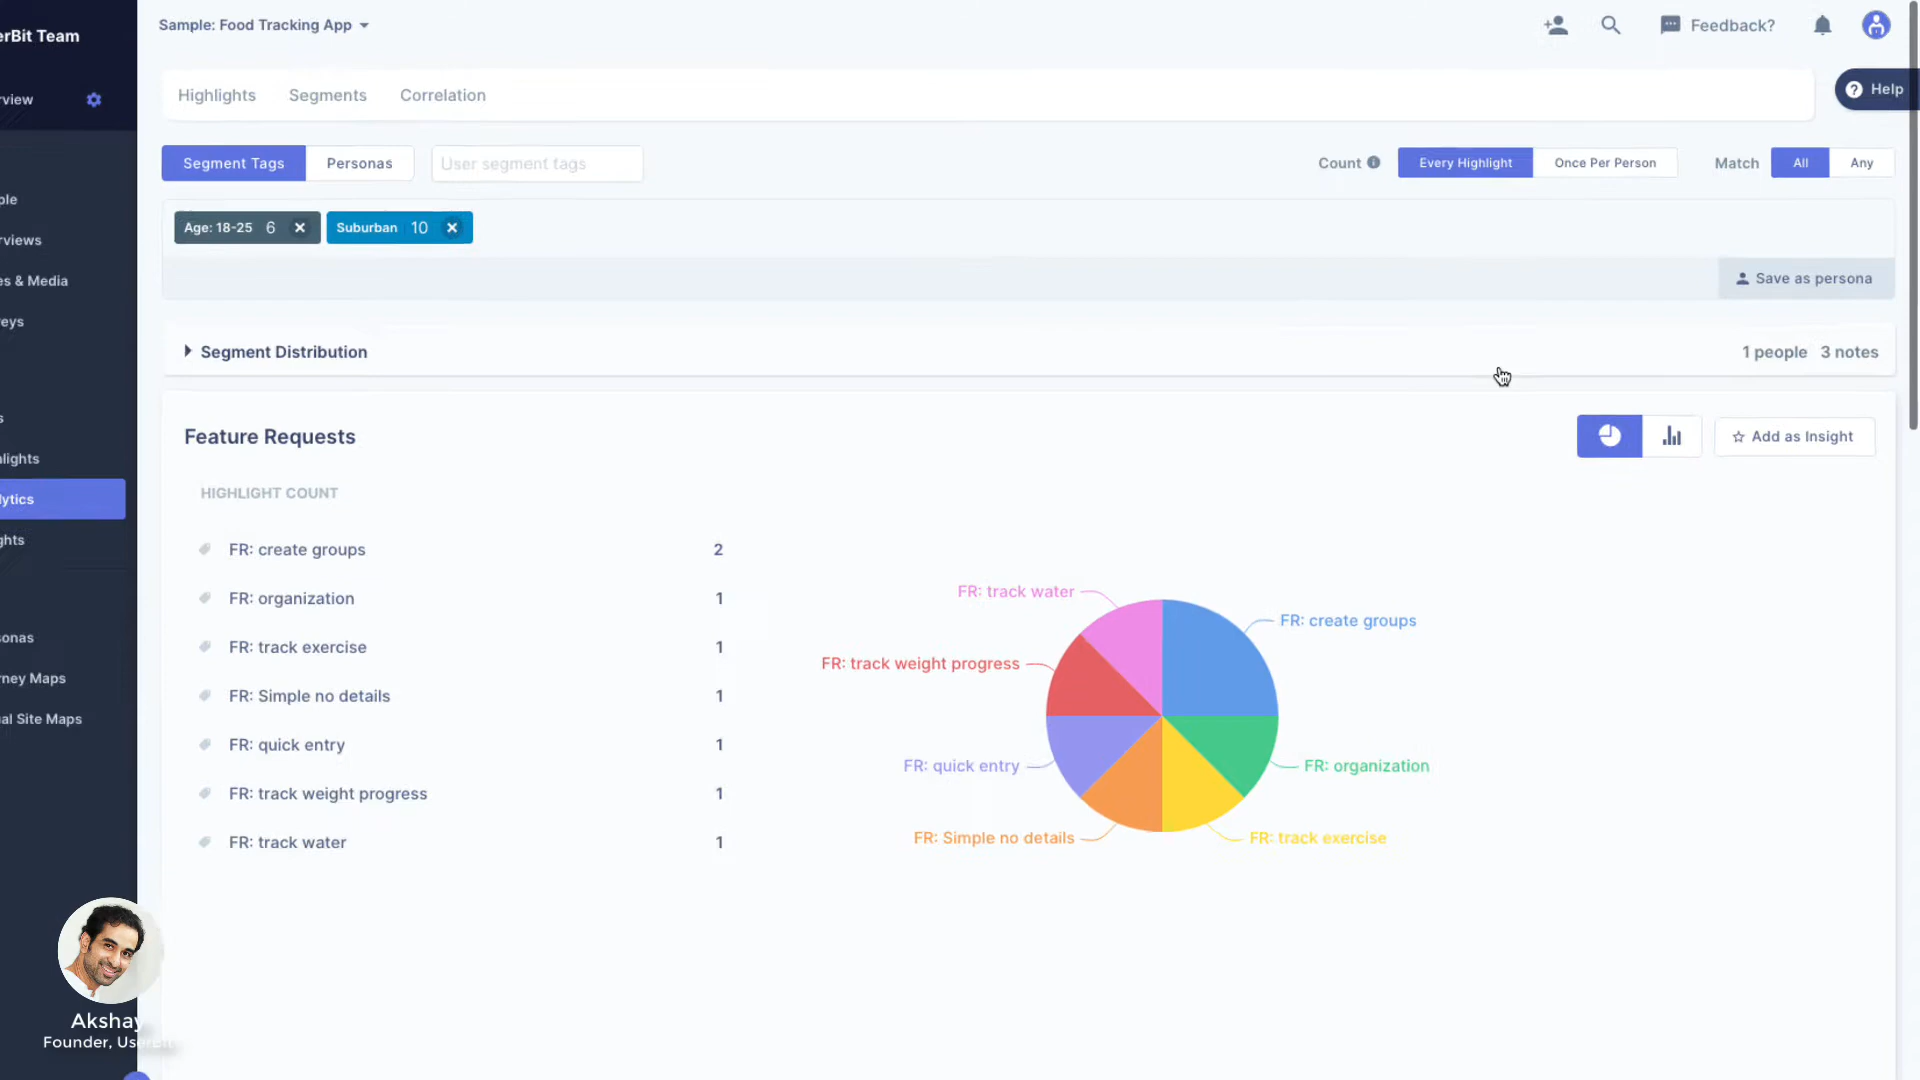 erBit Team
Sample: Food Tracking App
Feedback?
rview
Highlights Segments Correlation
Help
Segment Tags Personas User segment tags Count Every Highlight Once Per Person Match All Any
ple
Age: 18-25 6 Suburban 10
rviews
es & Media
Save as persona
eys
Segment Distribution 1 people 3 notes
s
Feature Requests Add as Insight
lights
HIGHLIGHT COUNT
lytics
ghts
FR: create groups 2
FR: organization 1
FR: track exercise 1
FR: Simple no details 1
FR: quick entry 1
FR: track weight progress 1
FR: track water 1
onas
rney Maps
al Site Maps
FR: track water
FR: create groups
FR: track weight progress
FR: quick entry
FR: organization
FR: Simple no details
FR: track exercise
Akshay
Founder, UserBit